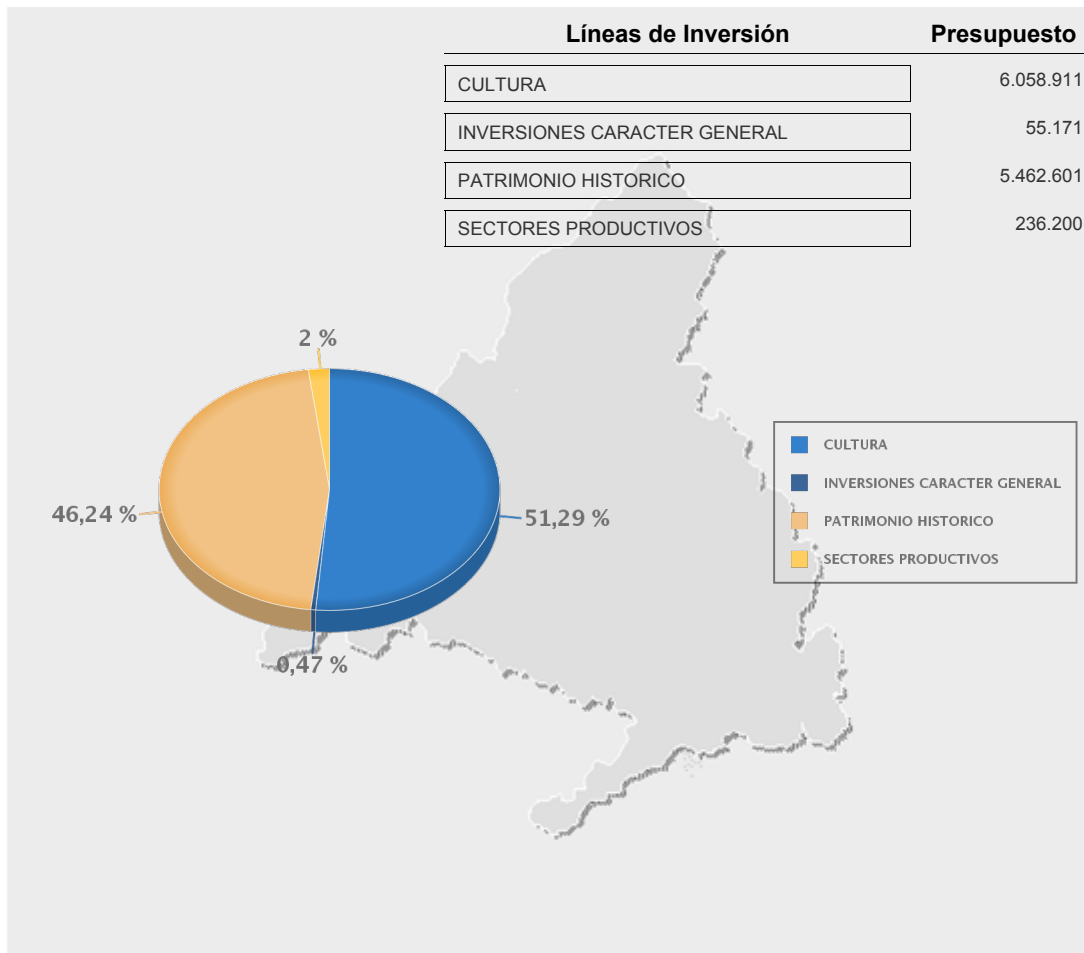 Líneas de Inversión Presupuesto
CULTURA 6.058.911
INVERSIONES CARACTER GENERAL 55.171
PATRIMONIO HISTORICO 5.462.601
SECTORES PRODUCTIVOS 236.200
2 %
46,24 %
51,29 %
0,47 %
CULTURA
INVERSIONES CARACTER GENERAL
PATRIMONIO HISTORICO
SECTORES PRODUCTIVOS